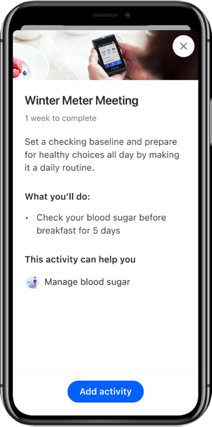 Winter Meter Meeting
1 week to complete
Set a checking baseline and prepare
for healthy choices all day by making
it a daily routine.
What you'll do:
• Check your blood sugar before
breakfast for 5 days
This activity can help you
Manage blood sugar
Add activity